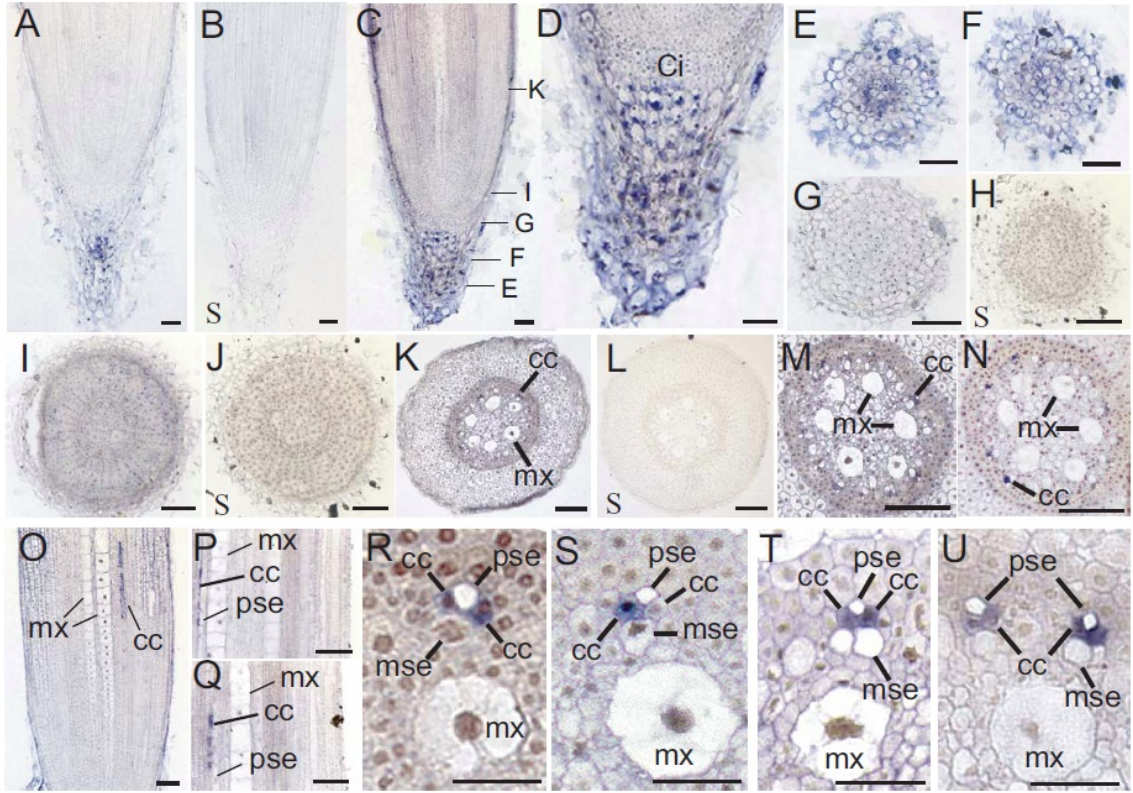 A B C D E F
Ci
K
I
G
F
E
S
G H
S
I J K L M N
cc
cc
mx
mx
mx
cc
S
S
O P Q R S T U
mx
cc
mx
cc
pse
mx
cc
pse
cc
pse
mse
cc
mx
pse
cc
cc
mse
mx
pse
cc
cc
mse
mx
pse
cc
mse
mx